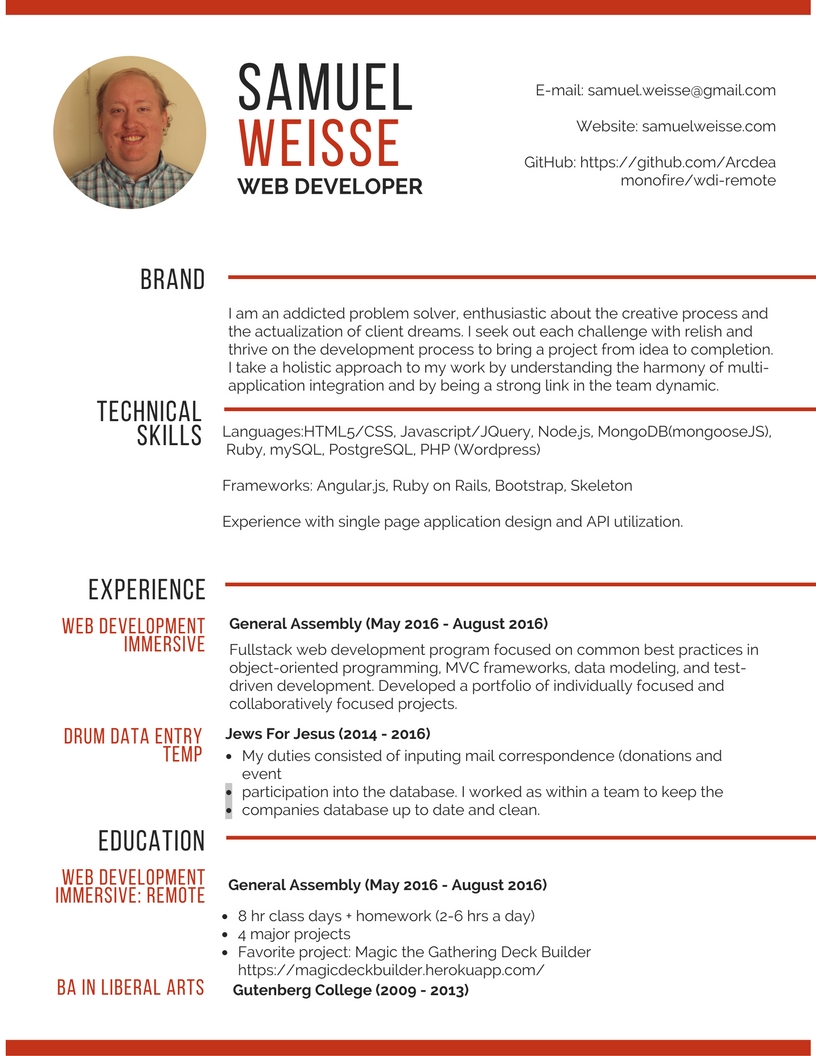 SAMUEL
WEISSE
WEB DEVELOPER
E-mail: samuel.weisse@gmail.com
Website: samuelweisse.com
GitHub: https://github.com/Arcdea
monofire/wdi-remote
BRAND
I am an addicted problem solver, enthusiastic about the creative process and
the actualization of client dreams. I seek out each challenge with relish and
thrive on the development process to bring a project from idea to completion.
I take a holistic approach to my work by understanding the harmony of multi-
application integration and by being a strong link in the team dynamic.
TECHNICAL
SKILLS
Languages:HTML5/CSS, Javascript/JQuery, Node.js, MongoDB(mongooseJS),
Ruby, mySQL, PostgreSQL, PHP (Wordpress)
Frameworks: Angular.js, Ruby on Rails, Bootstrap, Skeleton
Experience with single page application design and API utilization.
EXPERIENCE
WEB DEVELOPMENT
IMMERSIVE
General Assembly (May 2016 - August 2016)
Fullstack web development program focused on common best practices in
object-oriented programming, MVC frameworks, data modeling, and test-
driven development. Developed a portfolio of individually focused and
collaboratively focused projects.
DRUM DATA ENTRY
TEMP
Jews For Jesus (2014 - 2016)
• My duties consisted of inputing mail correspondence (donations and
event
• participation into the database. I worked as within a team to keep the
• companies database up to date and clean.
EDUCATION
WEB DEVELOPMENT
IMMERSIVE: REMOTE
General Assembly (May 2016 - August 2016)
• 8 hr class days + homework (2-6 hrs a day)
• 4 major projects
• Favorite project: Magic the Gathering Deck Builder
https://magicdeckbuilder.herokuapp.com/
BA IN LIBERAL ARTS
Gutenberg College (2009 - 2013)